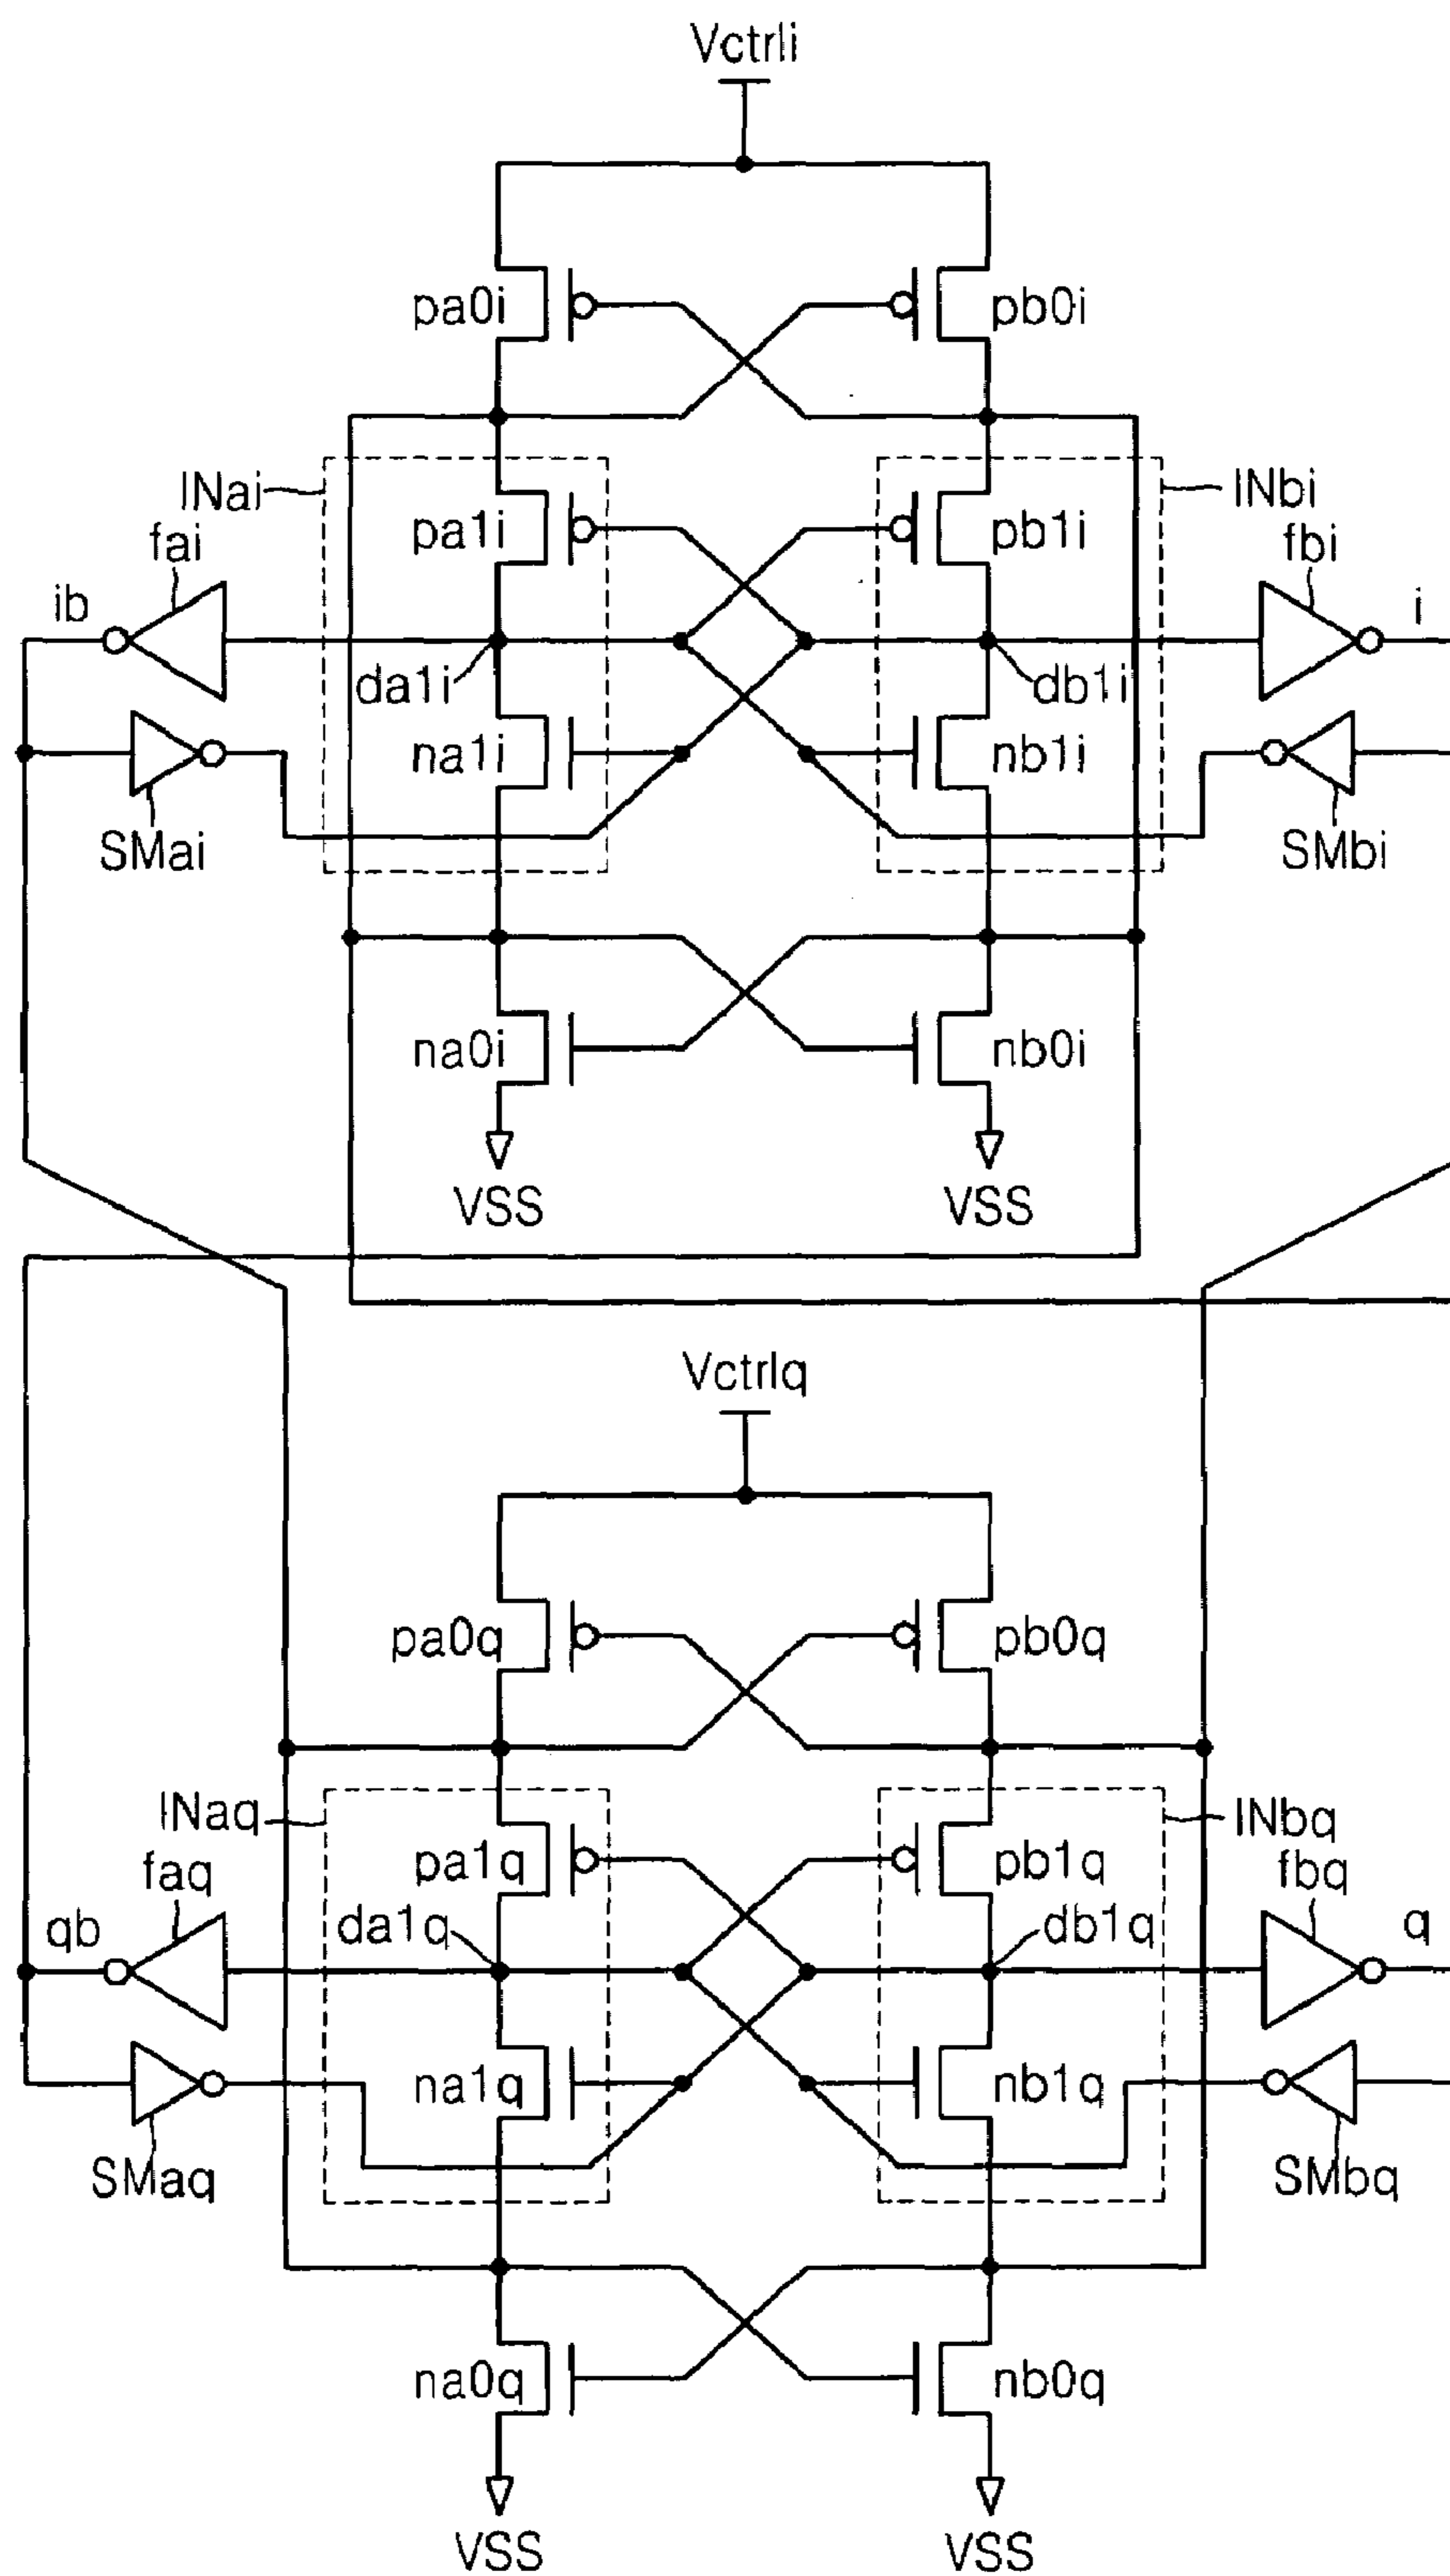 Vctrli
pa0i
pb0i
INai
INbi
pa1i
pb1i
fai
fbi
ib
i
da1i
db1i
na1i
nb1i
SMai
SMbi
na0i
nb0i
VSS
VSS
Vctrlq
pa0q
pb0q
INaq
INbq
pa1q
pb1q
faq
fbq
qb
da1q
db1q
q
na1q
nb1q
SMaq
SMbq
na0q
nb0q
VSS
VSS